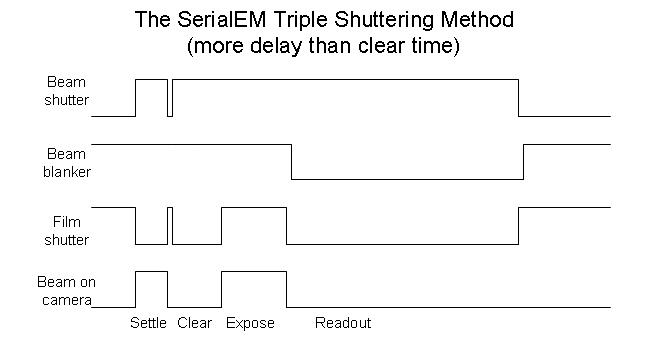 The SerialEM Triple Shuttering Method
(more delay than clear time)
Beam
shutter
Beam
blanker
Film
shutter
Beam on
camera
Settle Clear Expose Readout